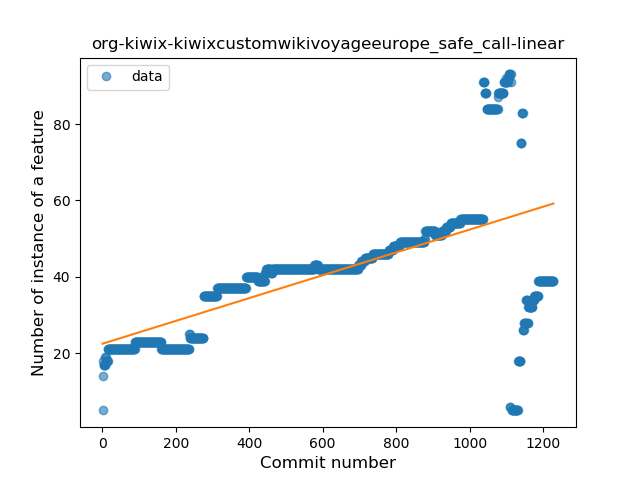 org-kiwix-kiwixcustomwikivoyageeurope_safe_call-linear
data
Number of instance of a feature
80
60
40
20
0 200 400 600 800 1000 1200
Commit number